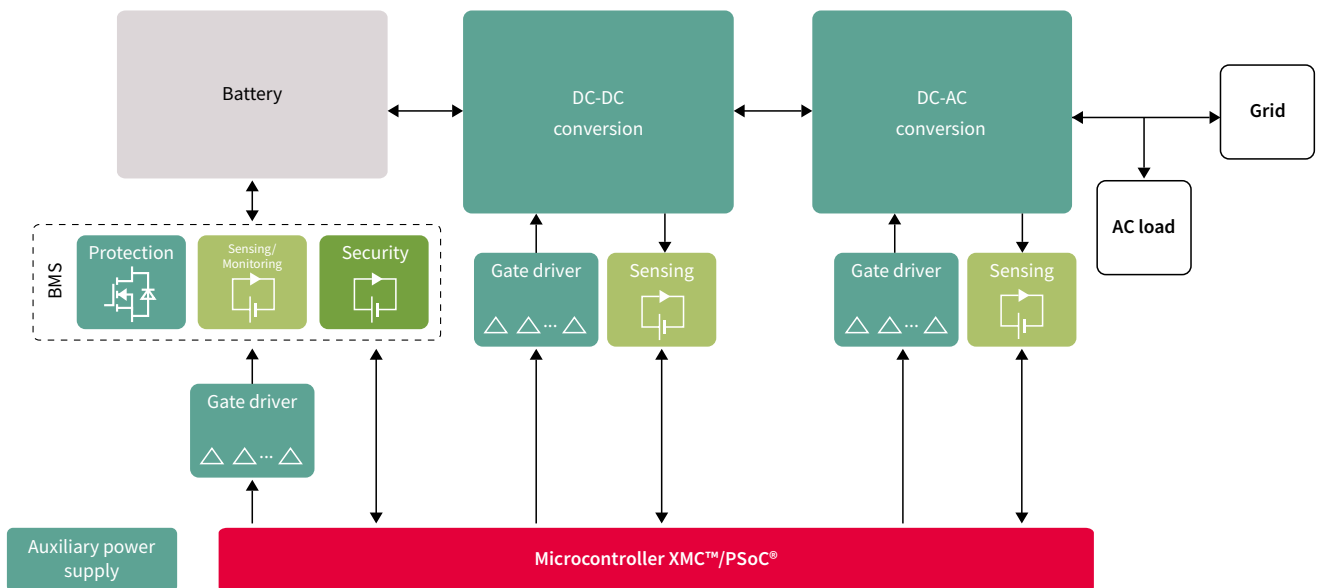 Battery
DC-DC
conversion
DC-AC
conversion
Grid
AC load
BMS
Protection
Sensing/
Monitoring
Security
Gate driver
...
Sensing
Gate driver
...
Sensing
Gate driver
...
Auxiliary power
supply
Microcontroller XMC™/PSoC®